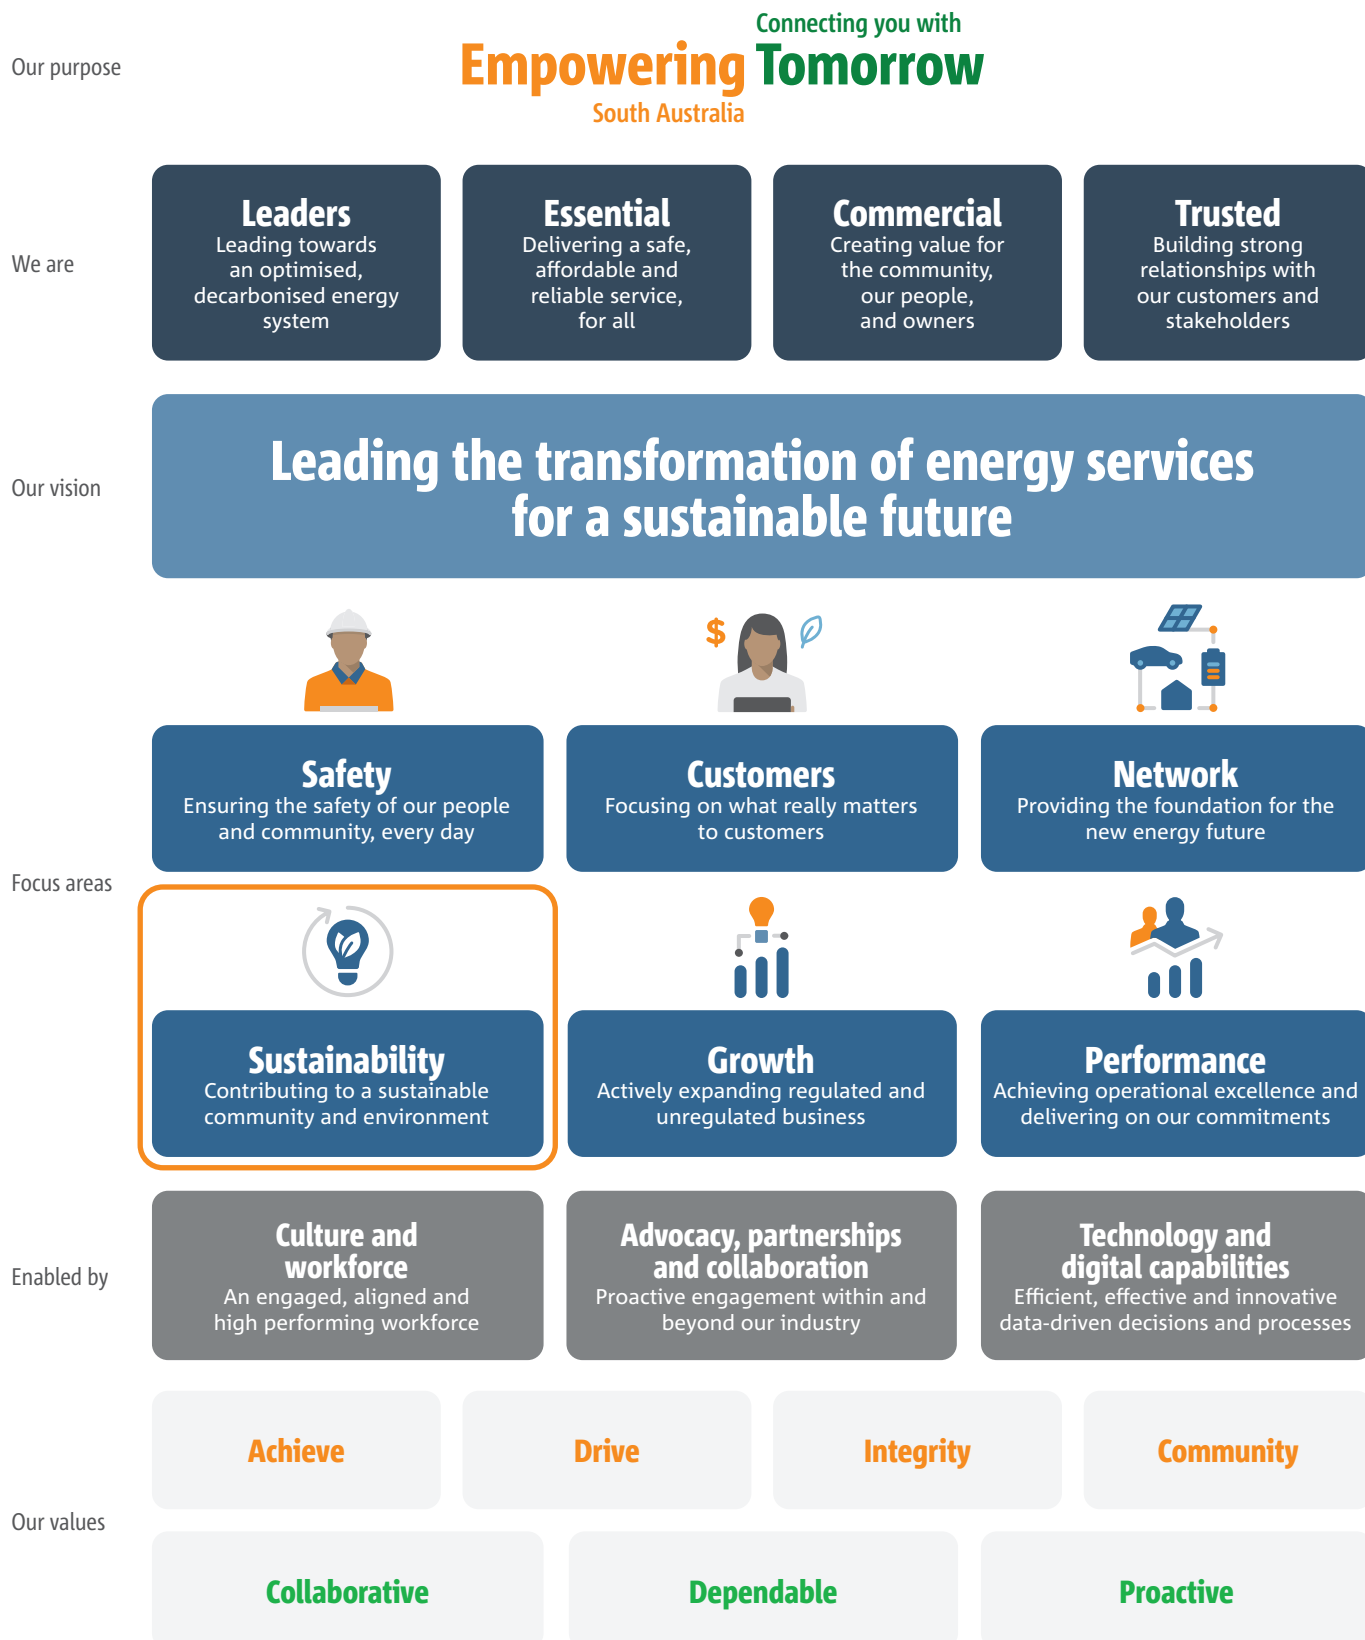 Our purpose
Connecting you with
Empowering Tomorrow
South Australia
We are
Leaders
Leading towards
an optimised,
decarbonised energy
system
Essential
Delivering a safe,
affordable and
reliable service,
for all
Commercial
Creating value for
the community,
our people,
and owners
Trusted
Building strong
relationships with
our customers and
stakeholders
Our vision
Leading the transformation of energy services
for a sustainable future
Focus areas
$
Safety
Ensuring the safety of our people
and community, every day
Customers
Focusing on what really matters
to customers
Network
Providing the foundation for the
new energy future
Sustainability
Contributing to a sustainable
community and environment
Growth
Actively expanding regulated and
unregulated business
Performance
Achieving operational excellence and
delivering on our commitments
Enabled by
Culture and
workforce
An engaged, aligned and
high performing workforce
Advocacy, partnerships
and collaboration
Proactive engagement within and
beyond our industry
Technology and
digital capabilities
Efficient, effective and innovative
data-driven decisions and processes
Our values
Achieve
Drive
Integrity
Community
Collaborative
Dependable
Proactive